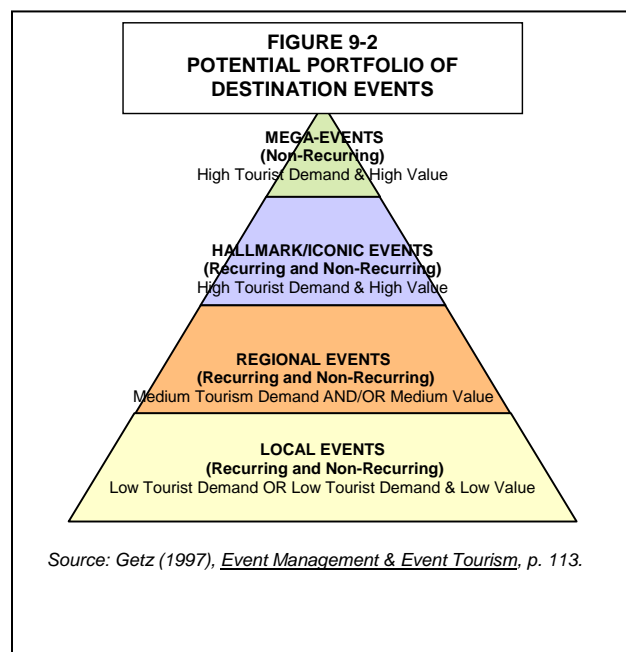 FIGURE 9-2
POTENTIAL PORTFOLIO OF
DESTINATION EVENTS
MEGA-EVENTS
(Non-Recurring)
High Tourist Demand & High Value
HALLMARK/ICONIC EVENTS
(Recurring and Non-Recurring)
High Tourist Demand & High Value
REGIONAL EVENTS
(Recurring and Non-Recurring)
Medium Tourism Demand AND/OR Medium Value
LOCAL EVENTS
(Recurring and Non-Recurring)
Low Tourist Demand OR Low Tourist Demand & Low Value
Source: Getz (1997), Event Management & Event Tourism, p. 113.